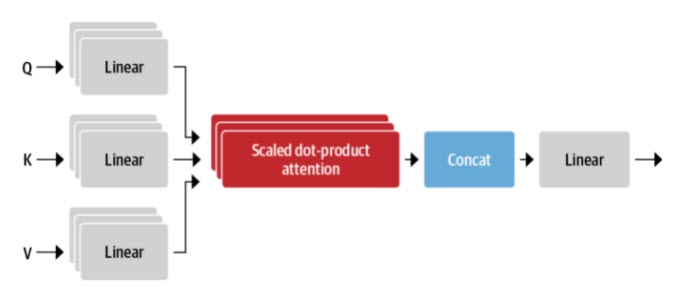 Q
Linear
K
Linear
V
Linear
Scaled dot-product
attention
Concat
Linear